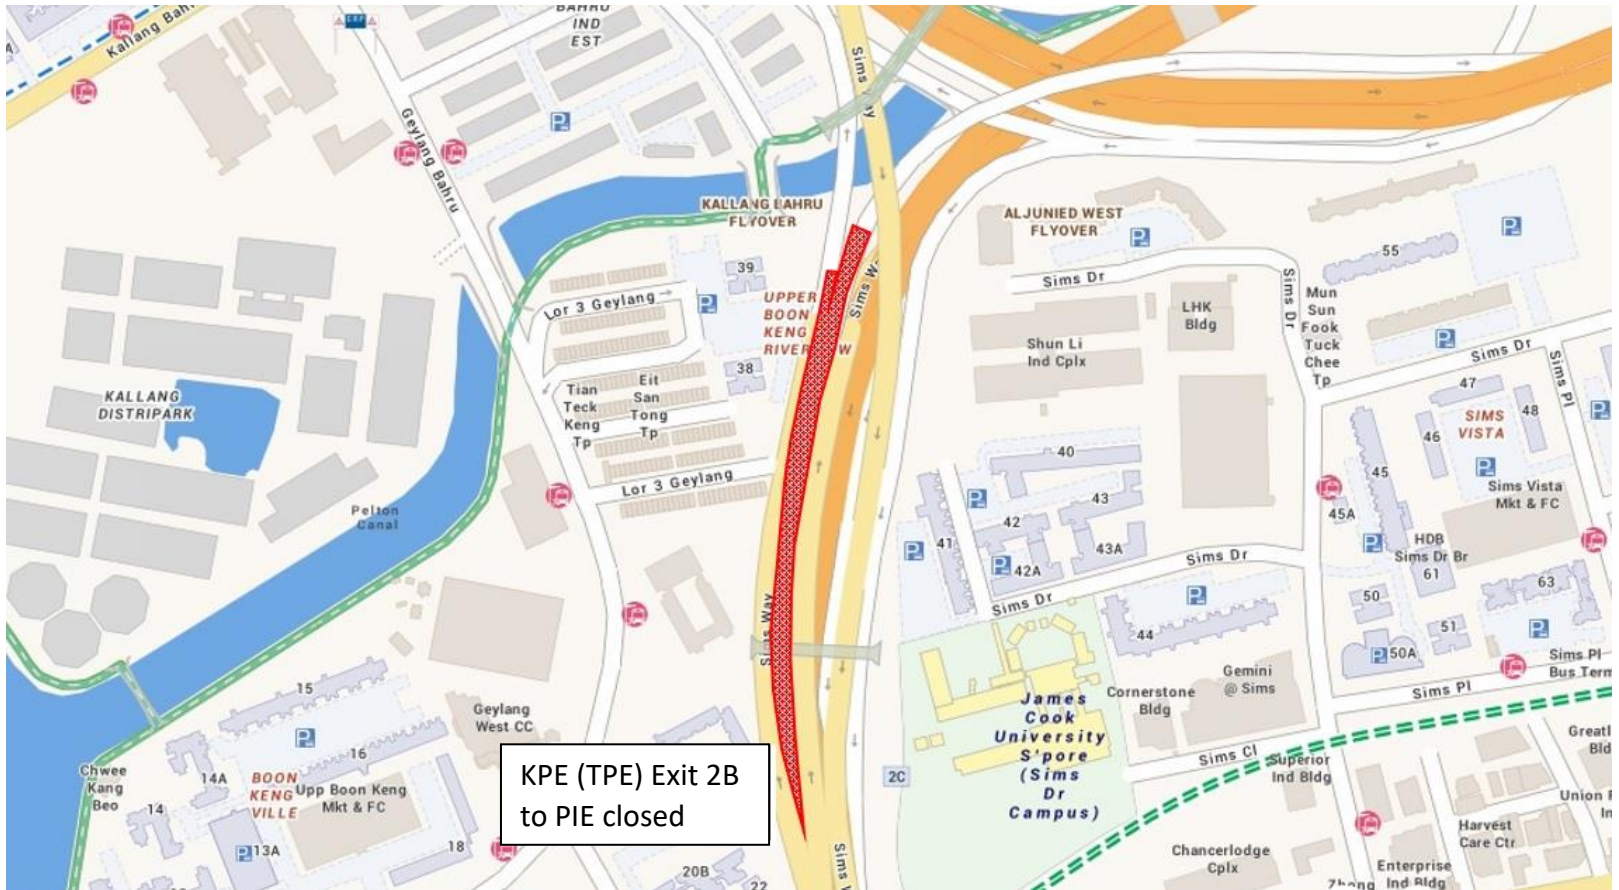 BAHRU
IND
EST
Kallang Bahru
Sims Way
Geylang Bahru
KALLANG BAHRU
FLYOVER
ALJUNIED WEST
FLYOVER
55
39
Sims Dr
Sims Dr
Mun
Sun
Fook
Tuck
Chee
Tp
Lor 3 Geylang
UPPER
BOON
KENG
Sims Way
LHK
Bldg
Shun Li
Ind Cplx
Sims Dr
Sims Pl
38
Tian
Teck
Keng
Tp
Eit
San
Tong
Tp
KALLANG
DISTRIPARK
47
48
46
SIMS
VISTA
40
45
Lor 3 Geylang
Pelton
Canal
43
42
41
43A
42A
45A
Sims Vista
Mkt & FC
HDB
Sims Dr Br
61
Sims Dr
63
50
Sims Dr
Sims Way
44
51
50A
Sims Pl
Bus Term
Gemini
@ Sims
Cornerstone
Bldg
Sims Pl
15
Geylang
West CC
James
Cook
University
S'pore
(Sims
Dr
Campus)
16
Sims Cl
Superior
Ind Bldg
Chwee
Kang
Beo
14A
BOON
KENG
VILLE
Upp Boon Keng
Mkt & FC
KPE (TPE) Exit 2B
to PIE closed
2C
14
13A
18
Harvest
Care Ctr
Chancerlodge
Cplx
20B
22
Enterprise
Ind Bldg